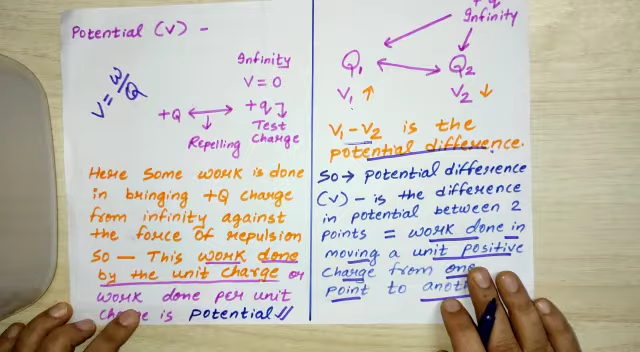 Potential (V) -
V = W/Q
Infinity
V = 0
+Q ⟷ +q
Repelling
Test
Charge
Here some work is done
in bringing +Q charge
from infinity against
the force of repulsion
So - This work done
by the unit charge or
work done per unit
charge is potential //
+q
Infinity
Q1 ⟷ Q2
V1 ↑ V2 ↓
V1 - V2 is the
potential difference.
So → potential difference
(V) - is the difference
in potential between 2
points = work done in
moving a unit positive
charge from one
point to